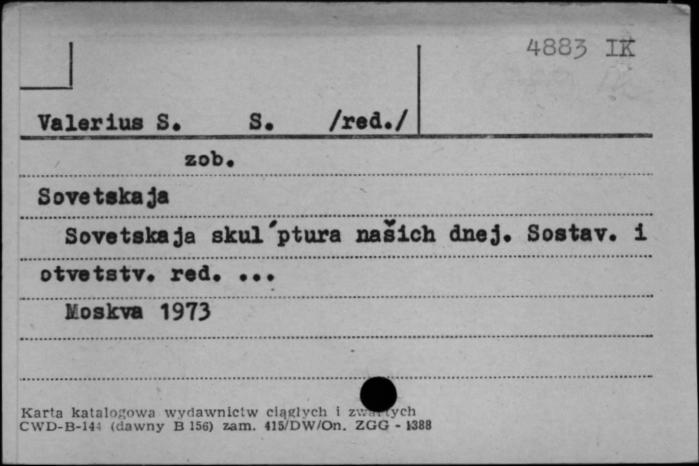 4883 IK
Valerius S. S. /red./
zob.
Sovetskaja
Sovetskaja skul´ptura našich dnej. Sostav. i
otvetstv. red. ...
Moskva 1973
Karta katalogowa wydawnictw ciągłych i zwartych
CWD-B-144 (dawny B 156) zam. 415/DW/On. ZGG - 1388